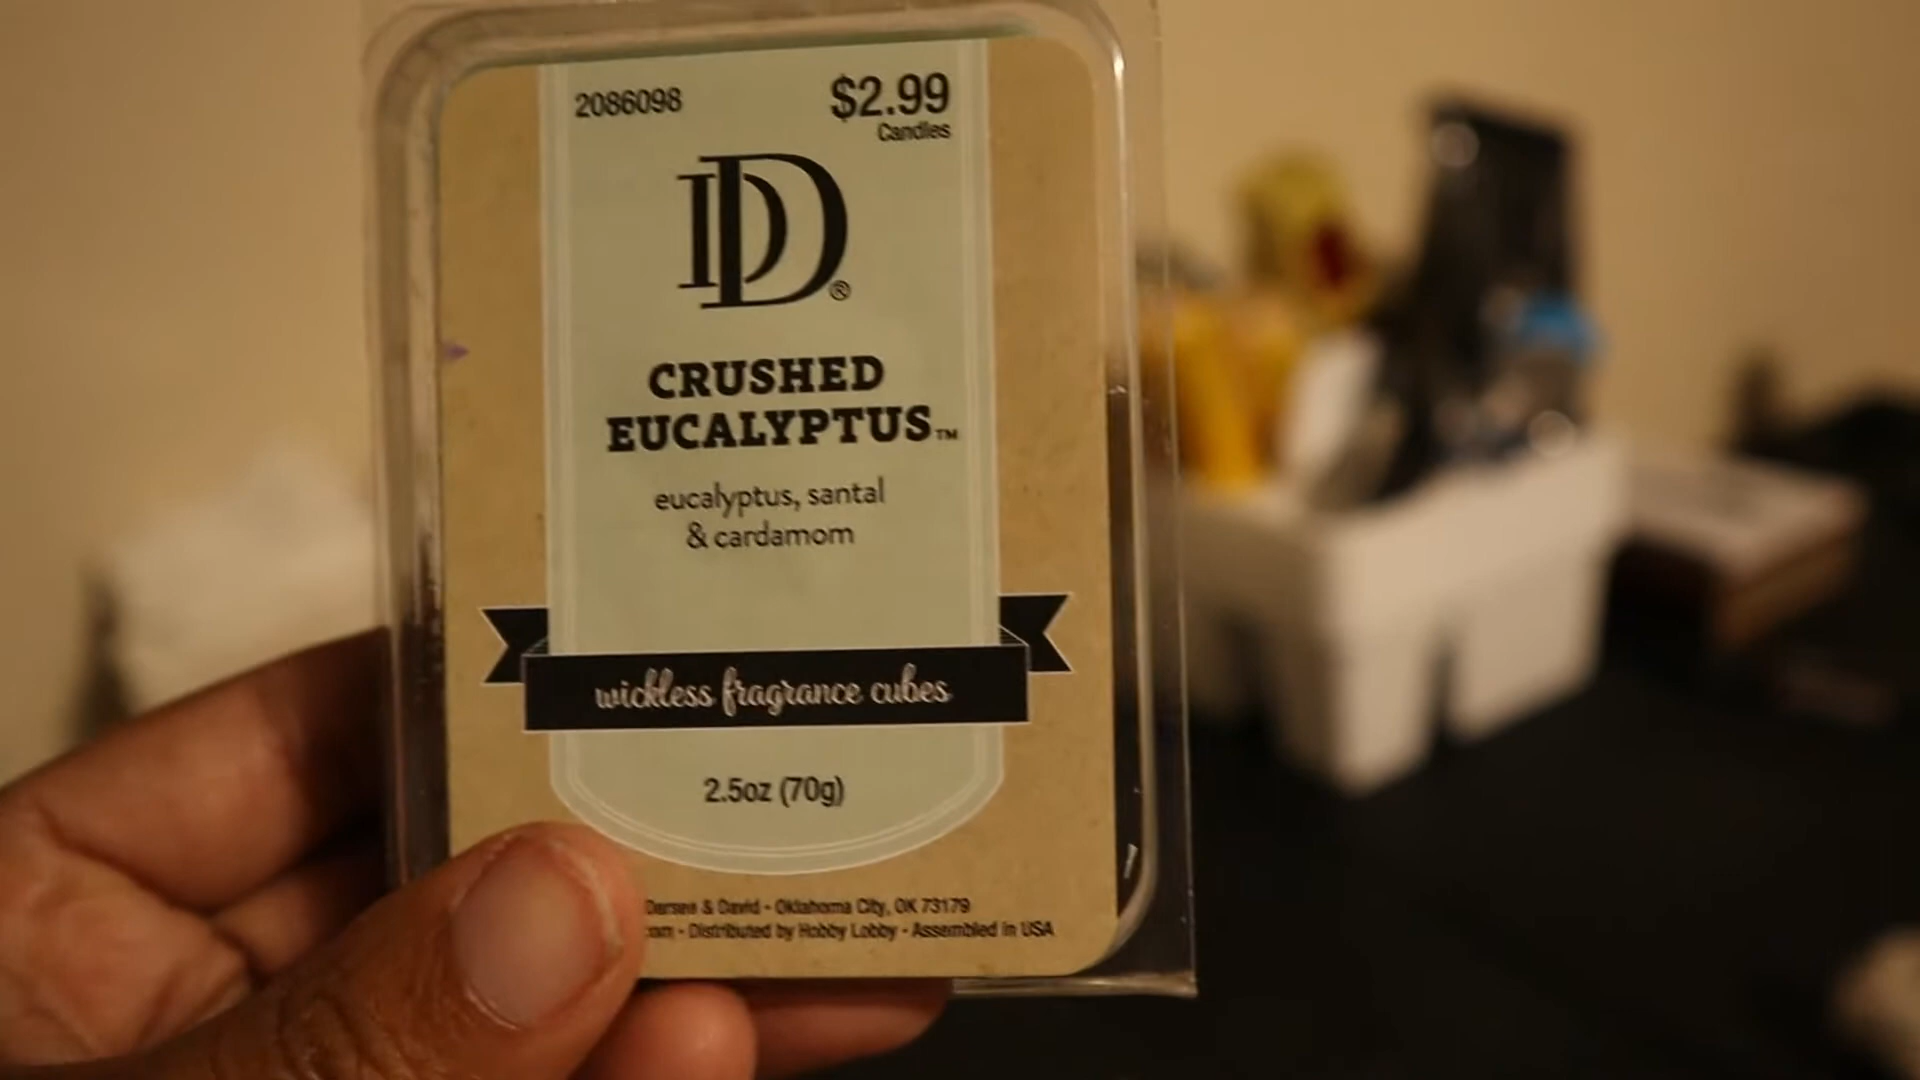 2086098
$2.99
Candles
DD®
CRUSHED
EUCALYPTUS™
eucalyptus, santal
& cardamom
wickless fragrance cubes
2.5oz (70g)
Darsee & David - Oklahoma City, OK 73179
- Distributed by Hobby Lobby - Assembled in USA